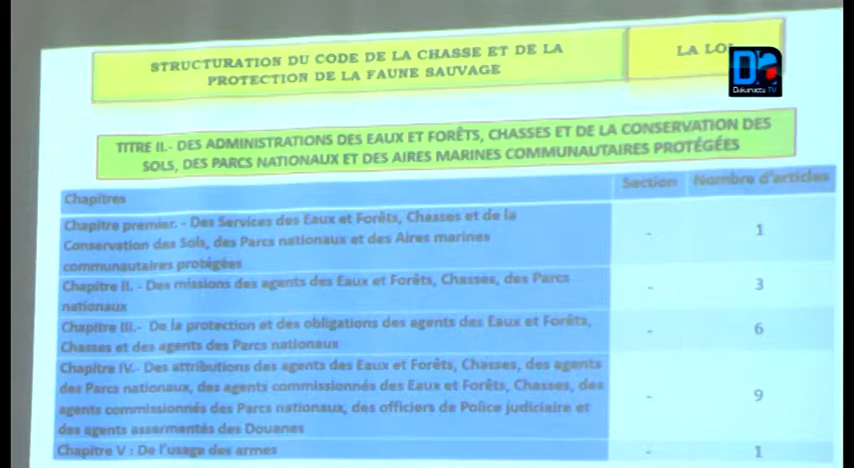 STRUCTURATION DU CODE DE LA CHASSE ET DE LA
PROTECTION DE LA FAUNE SAUVAGE
LA LOI
Dakaractu TV
TITRE II.- DES ADMINISTRATIONS DES EAUX ET FORÊTS, CHASSES ET DE LA CONSERVATION DES
SOLS, DES PARCS NATIONAUX ET DES AIRES MARINES COMMUNAUTAIRES PROTÉGÉES
Chapitres Section Nombre d'articles
Chapitre premier. - Des Services des Eaux et Forêts, Chasses et de la
Conservation des Sols, des Parcs nationaux et des Aires marines
communautaires protégées
- 1
Chapitre II. - Des missions des agents des Eaux et Forêts, Chasses, des Parcs
nationaux
- 3
Chapitre III.- De la protection et des obligations des agents des Eaux et Forêts,
Chasses et des agents des Parcs nationaux
- 6
Chapitre IV.- Des attributions des agents des Eaux et Forêts, Chasses, des agents
des Parcs nationaux, des agents commissionnés des Eaux et Forêts, Chasses, des
agents commissionnés des Parcs nationaux, des officiers de Police judiciaire et
des agents assermentés des Douanes
- 9
Chapitre V : De l'usage des armes - 1